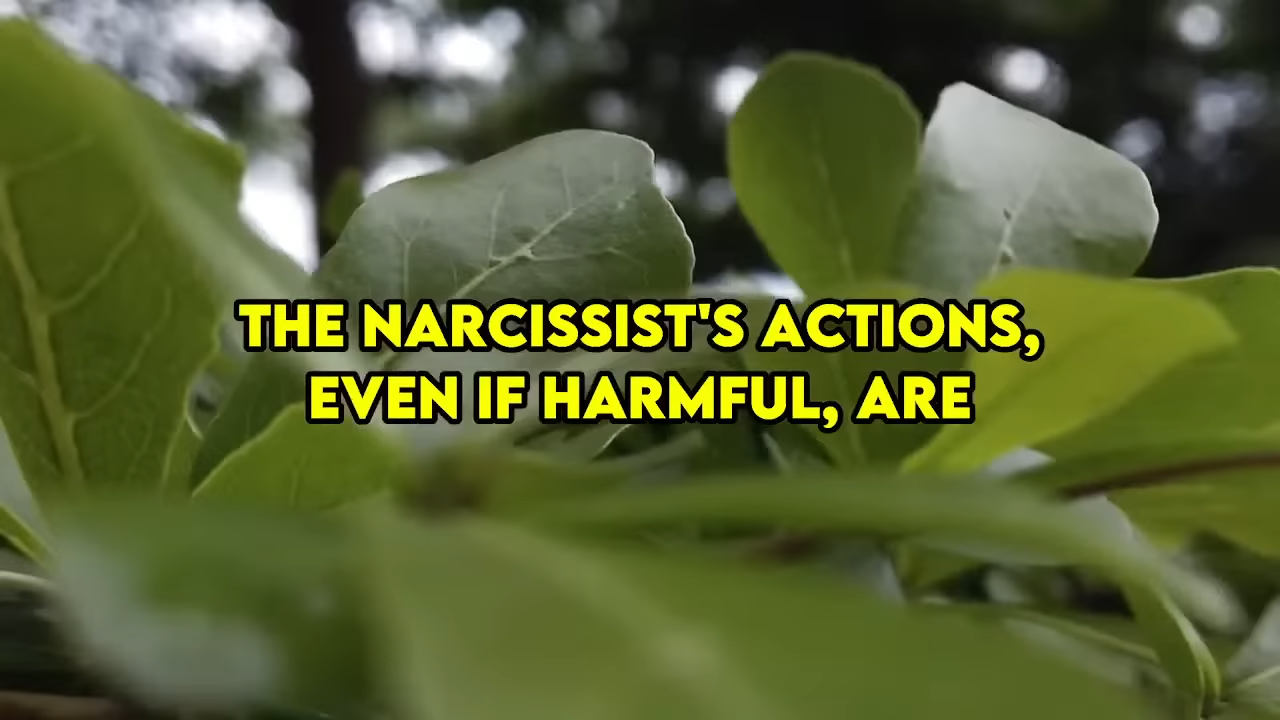 THE NARCISSIST'S ACTIONS,
EVEN IF HARMFUL, ARE